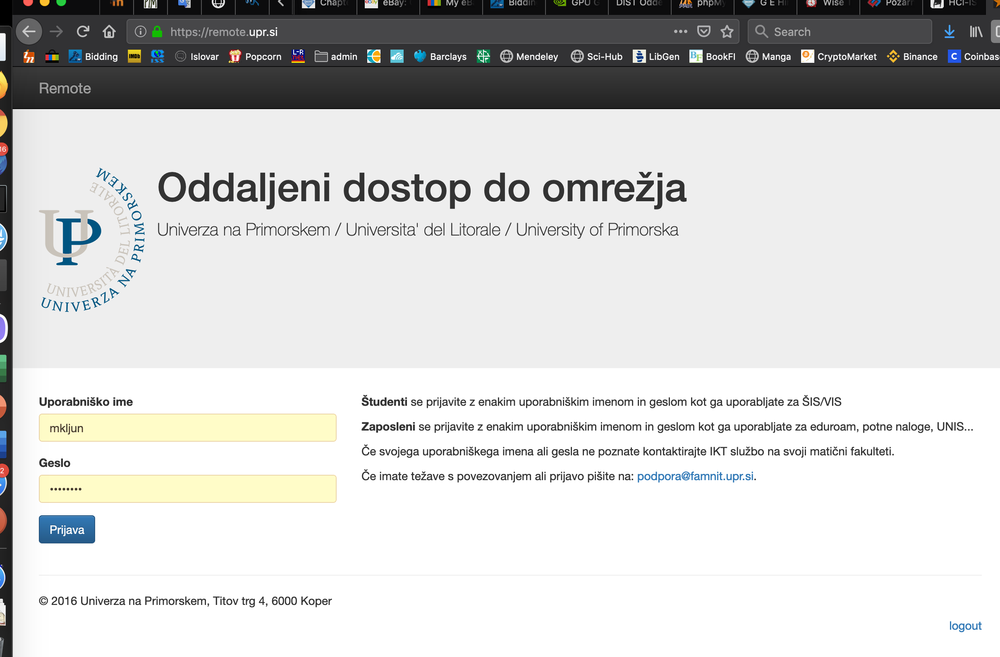 Chapt
eBay:
My eB
Biddin
GPU G
DIST Odde
phpMy
G E Hi
Wise T
Požarn
HCI-IS
https://remote.upr.si
Search
Bidding
IMDb
Islovar
Popcorn
L-R net
admin
Barclays
Mendeley
Sci-Hub
LibGen
BookFI
Manga
CryptoMarket
Binance
Coinbas
Remote
16
2
UP
UNIVERZA NA PRIMORSKEM
UNIVERSITÀ DEL LITORALE
Oddaljeni dostop do omrežja
Univerza na Primorskem / Universita' del Litorale / University of Primorska
Uporabniško ime
mkljun
Geslo
Prijava
Študenti se prijavite z enakim uporabniškim imenom in geslom kot ga uporabljate za ŠIS/VIS
Zaposleni se prijavite z enakim uporabniškim imenom in geslom kot ga uporabljate za eduroam, potne naloge, UNIS...
Če svojega uporabniškega imena ali gesla ne poznate kontaktirajte IKT službo na svoji matični fakulteti.
Če imate težave s povezovanjem ali prijavo pišite na: podpora@famnit.upr.si.
© 2016 Univerza na Primorskem, Titov trg 4, 6000 Koper
logout